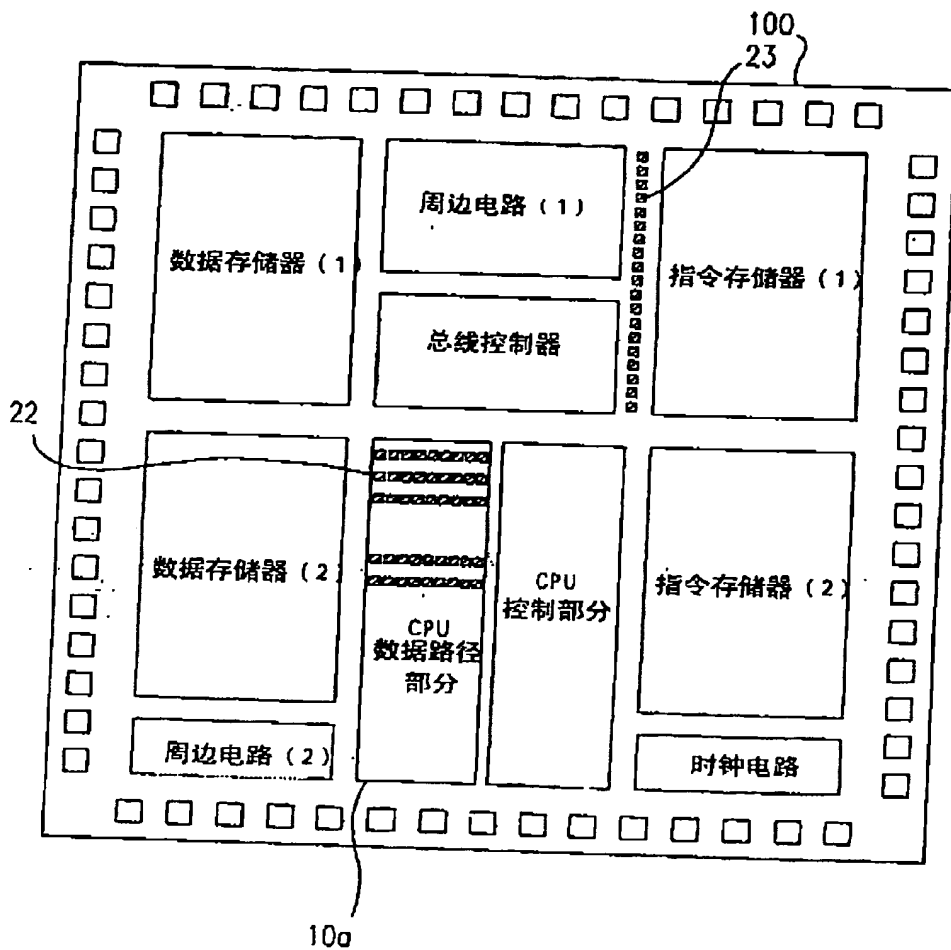 100
23
周边电路(1)
数据存储器(1)
指令存储器(1)
总线控制器
22
数据存储器(2)
CPU
控制部分
指令存储器(2)
CPU
数据路径
部分
周边电路(2)
时钟电路
10a